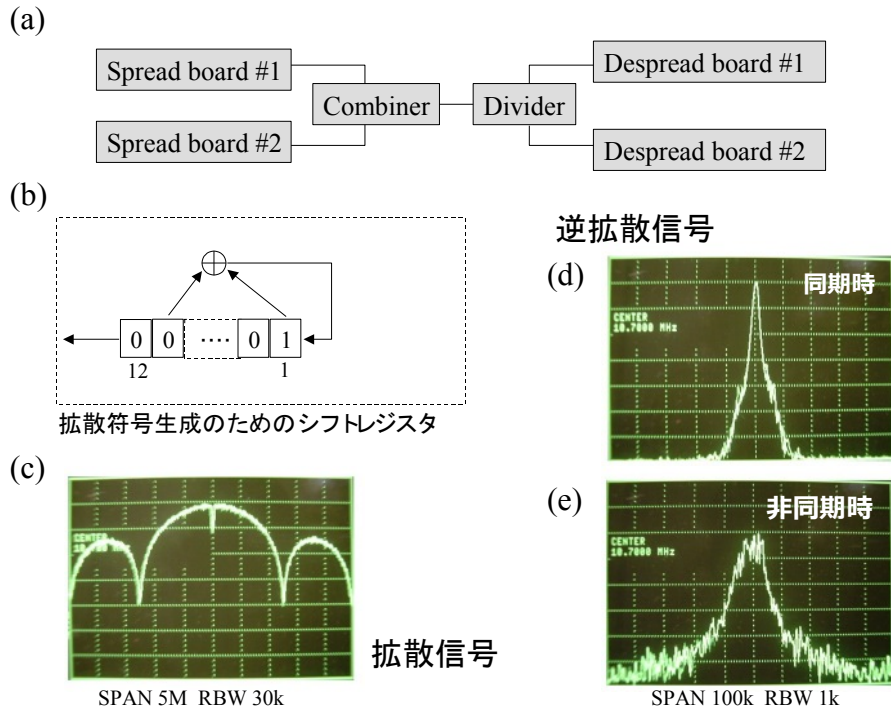 (a)
Spread board #1
Spread board #2
Combiner
Divider
Despread board #1
Despread board #2
(b)
0 0 ···· 0 1
12 1
拡散符号生成のためのシフトレジスタ
(c)
CENTER
SPAN 5M RBW 30k
拡散信号
逆拡散信号
(d)
同期時
CENTER
10.7000 MHz
(e)
非同期時
CENTER
10.7000 MHz
SPAN 100k RBW 1k